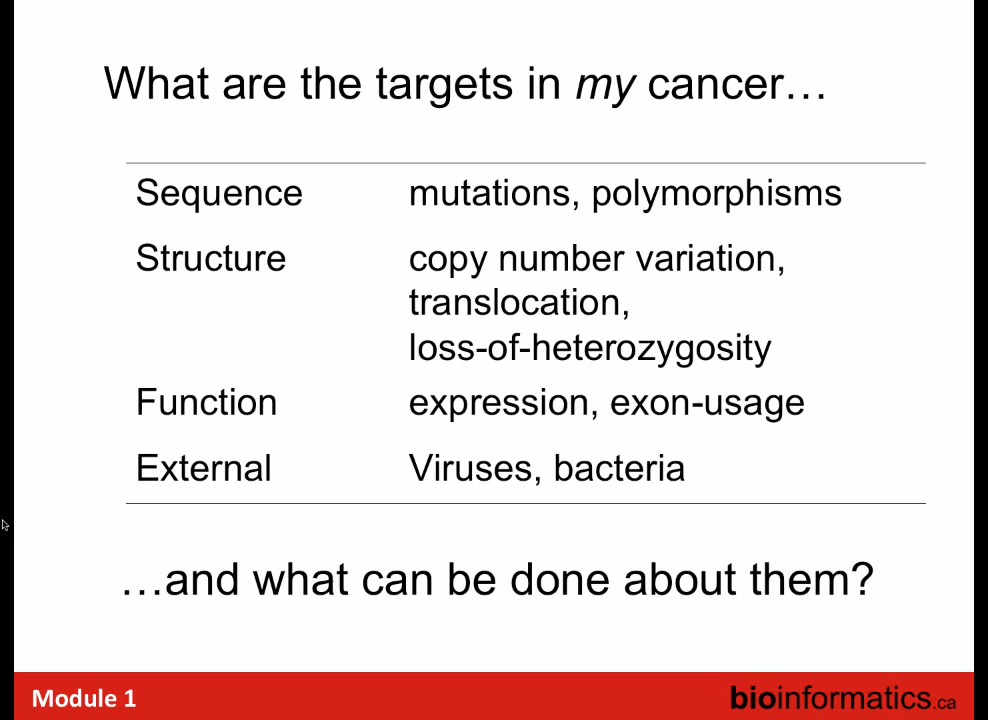 What are the targets in my cancer…
Sequence mutations, polymorphisms
Structure copy number variation,
translocation,
loss-of-heterozygosity
Function expression, exon-usage
External Viruses, bacteria
…and what can be done about them?
Module 1 bioinformatics.ca